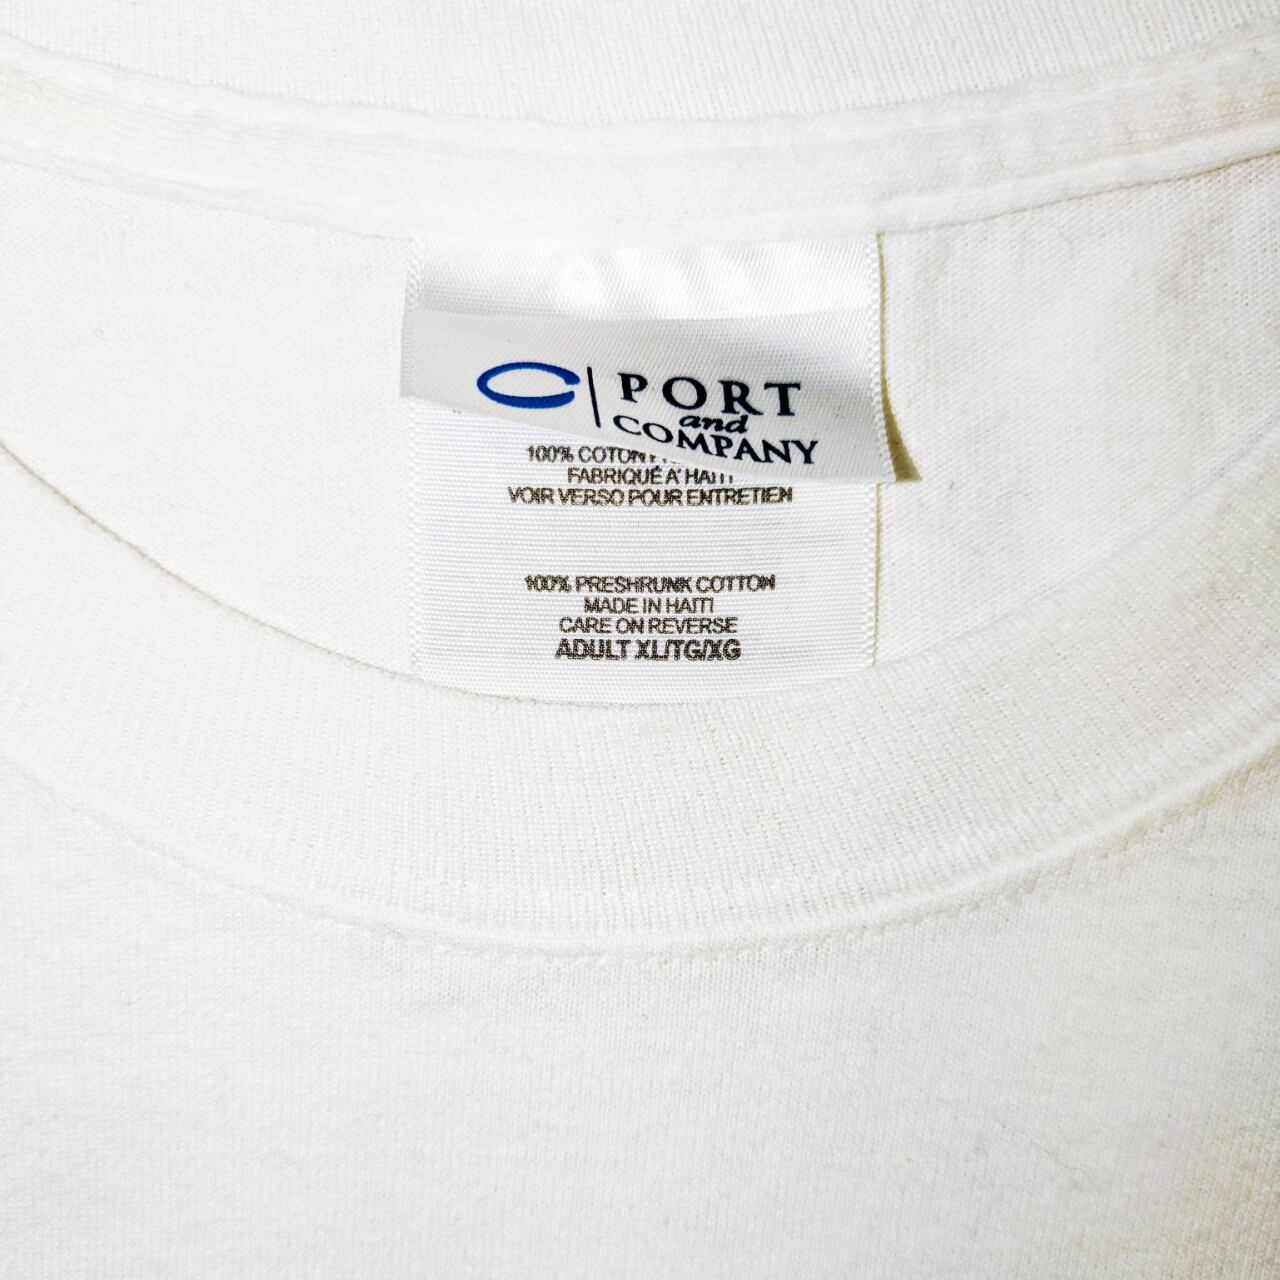 PORT
and
COMPANY
100% COTON
FABRIQUÉ À HAITI
VOIR VERSO POUR ENTRETIEN
100% PRESHRUNK COTTON
MADE IN HAITI
CARE ON REVERSE
ADULT XL/TG/XG